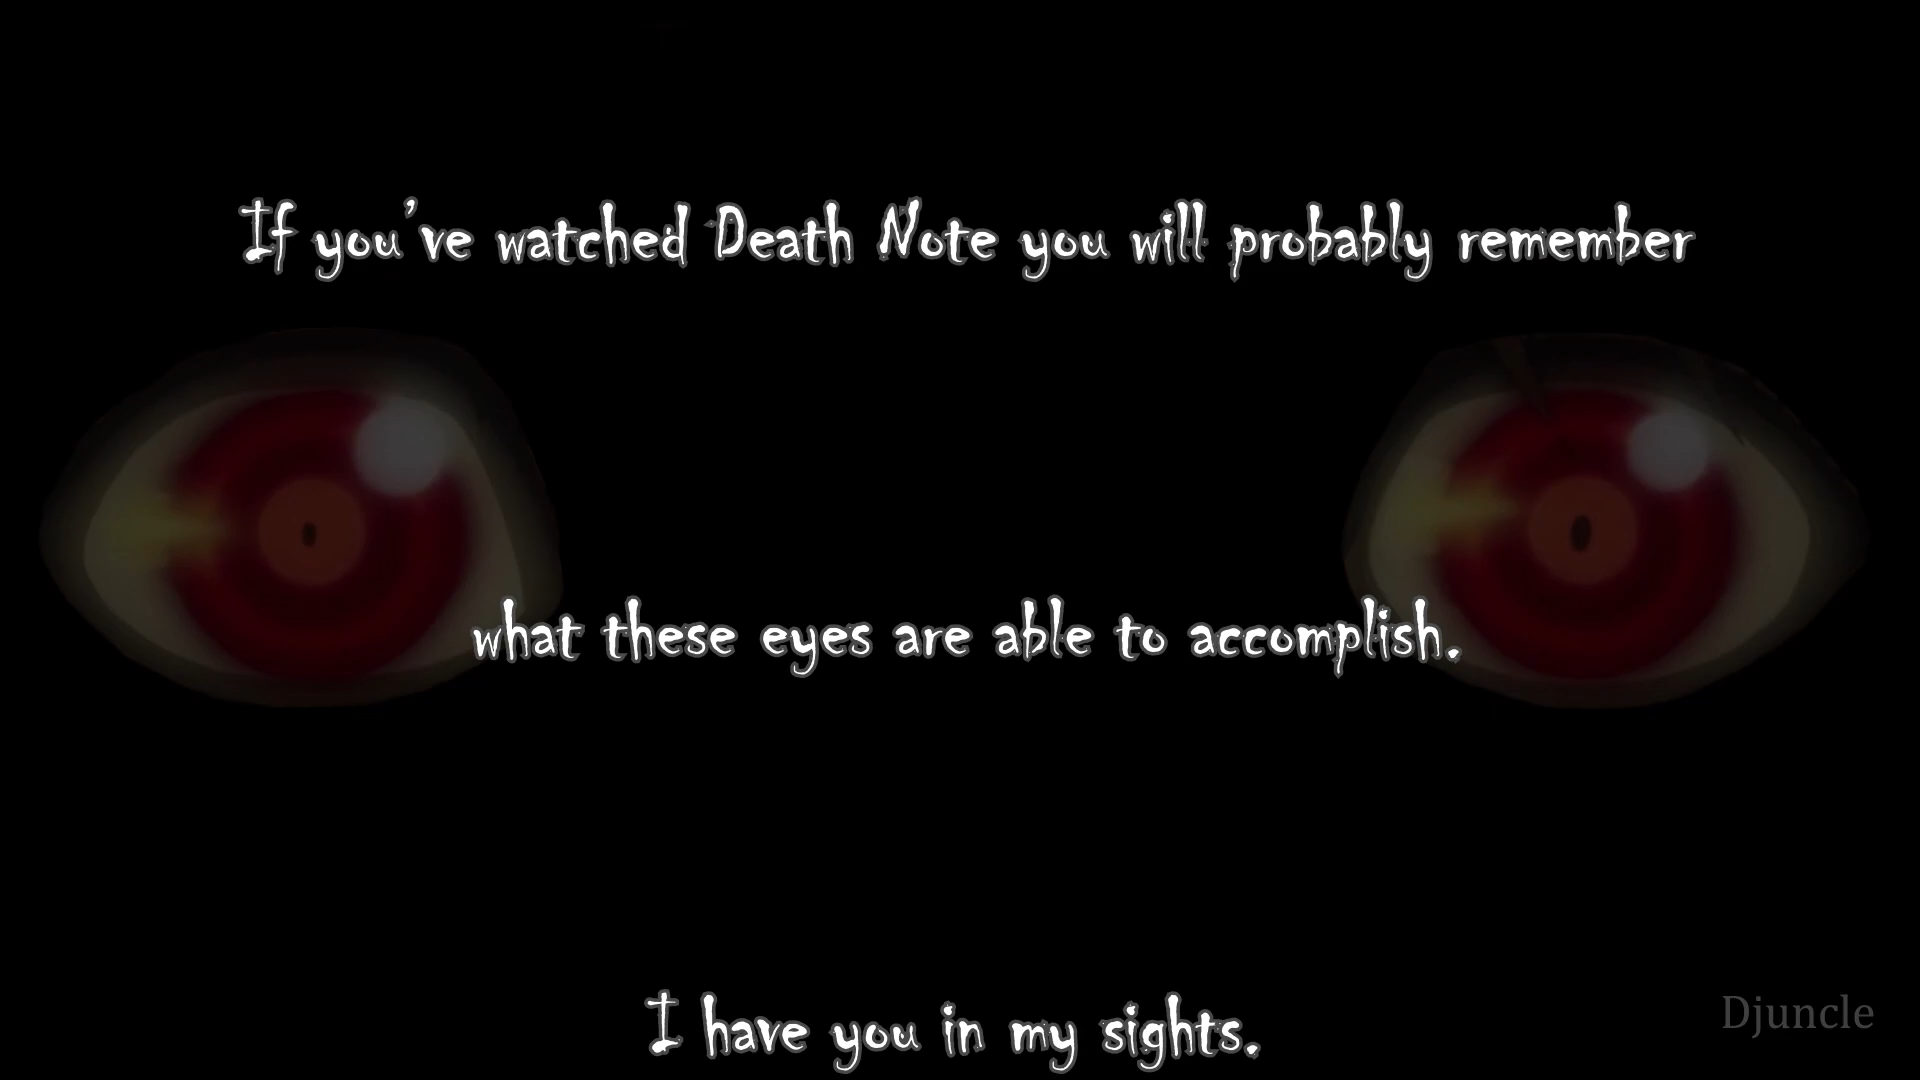 If you've watched Death Note you will probably remember
what these eyes are able to accomplish.
I have you in my sights.
Djuncle